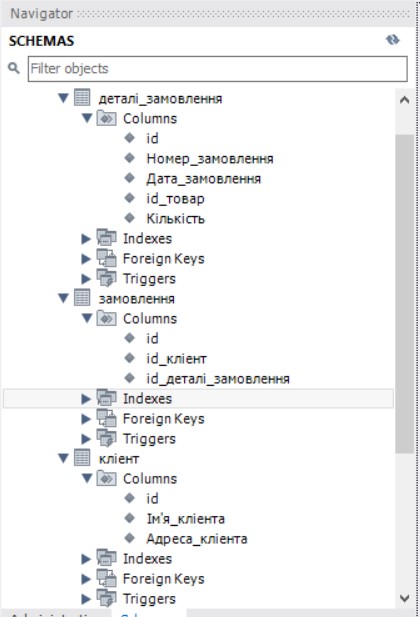 Navigator
SCHEMAS
Filter objects
деталі_замовлення
Columns
id
Номер_замовлення
Дата_замовлення
id_товар
Кількість
Indexes
Foreign Keys
Triggers
замовлення
Columns
id
id_клієнт
id_деталі_замовлення
Indexes
Foreign Keys
Triggers
клієнт
Columns
id
Ім'я_клієнта
Адреса_клієнта
Indexes
Foreign Keys
Triggers